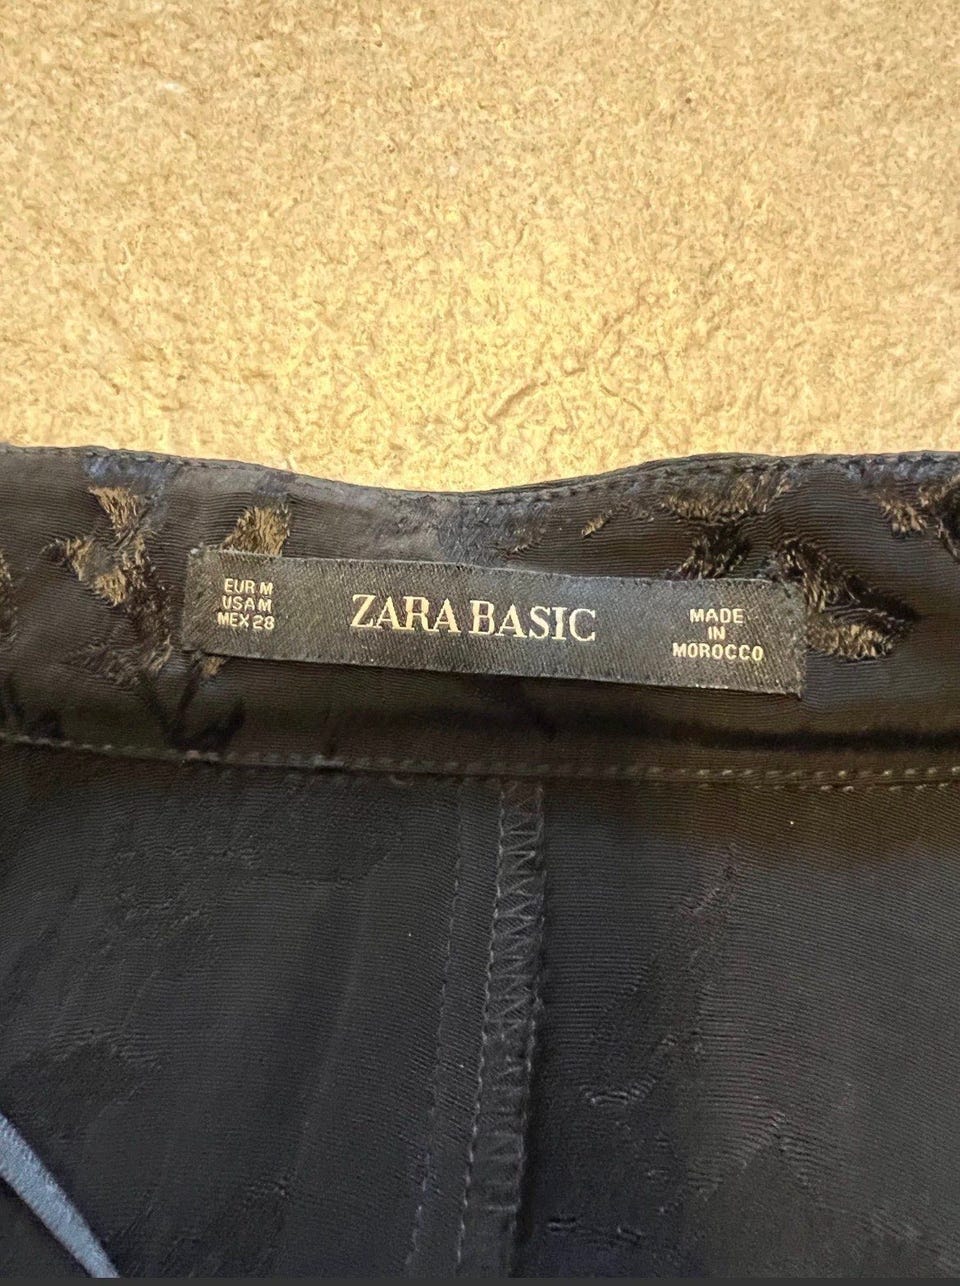 EUR M
USA M
MEX 28
ZARA BASIC
MADE
IN
MOROCCO